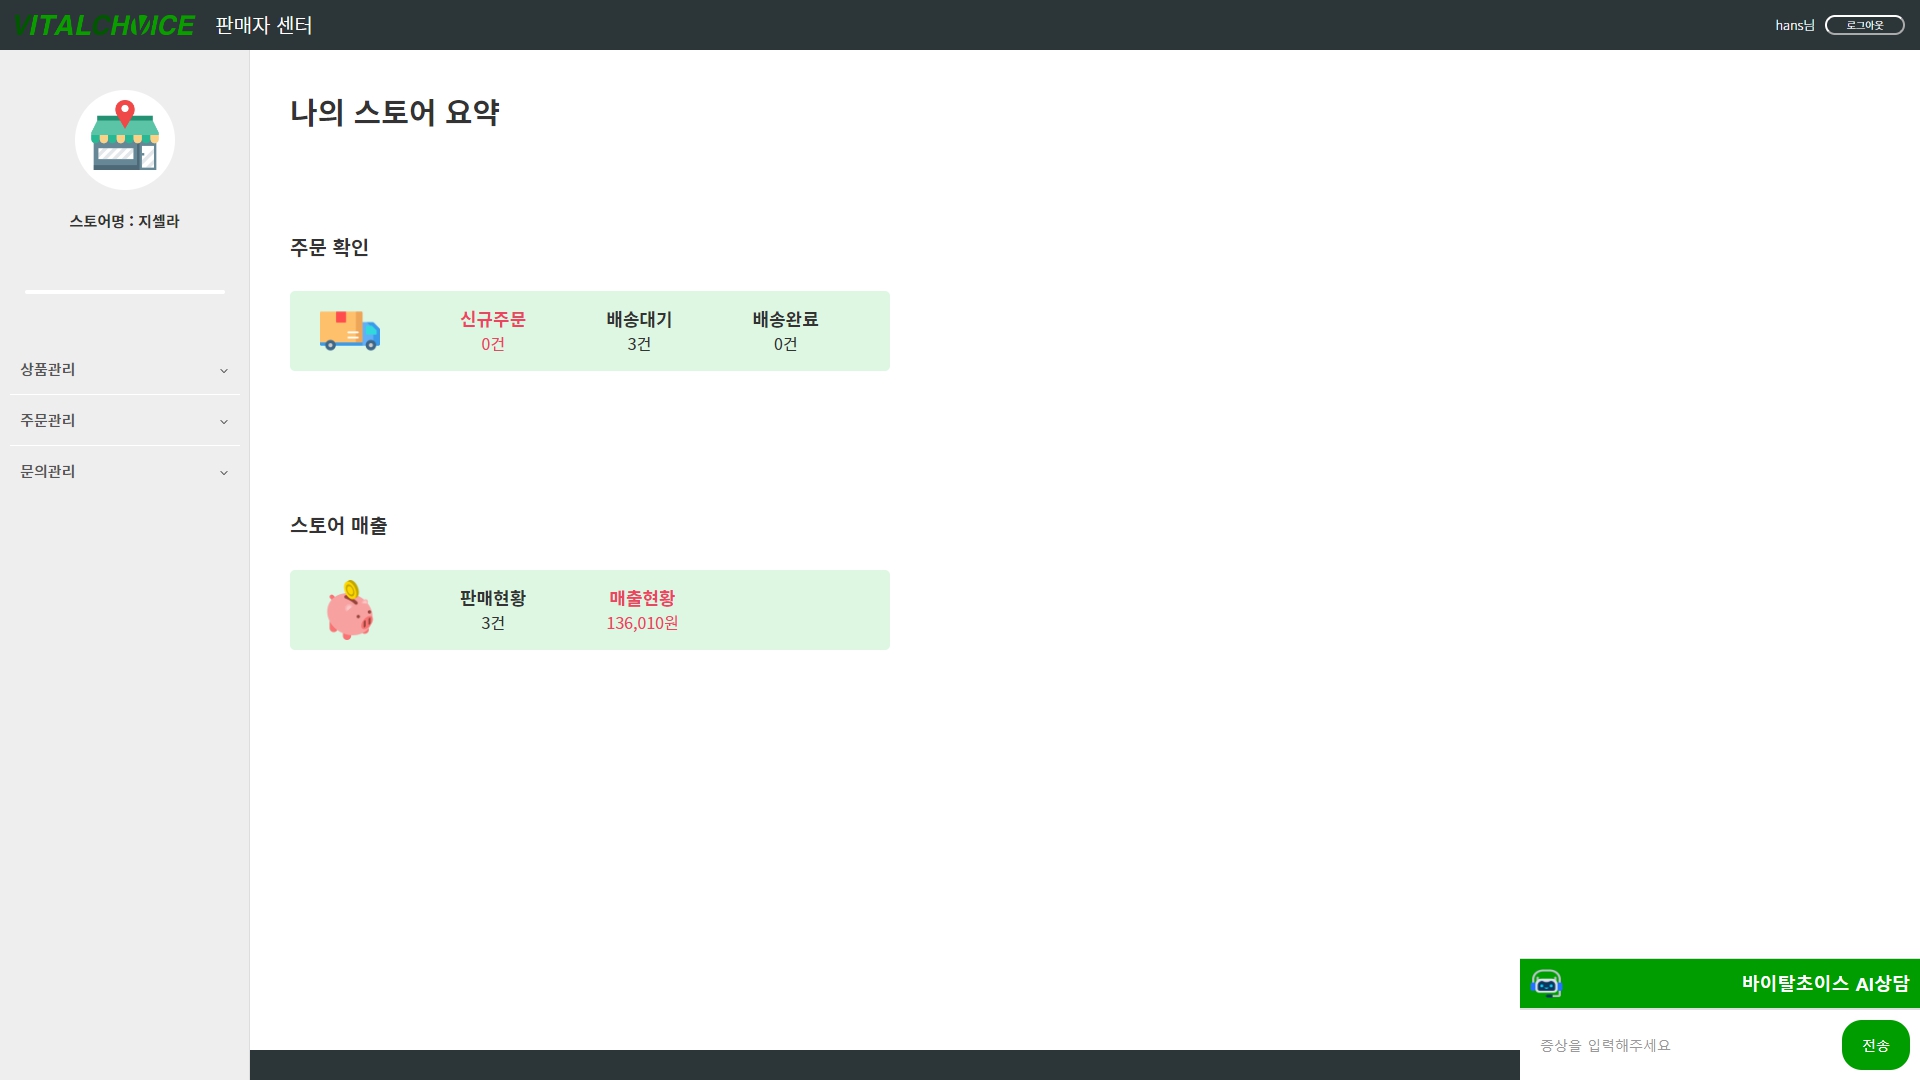 VITALCHOICE 판매자 센터
hans님 로그아웃
스토어명 : 지셀라
상품관리
주문관리
문의관리
나의 스토어 요약
주문 확인
신규주문 배송대기 배송완료
0건 3건 0건
스토어 매출
판매현황 매출현황
3건 136,010원
바이탈초이스 AI상담
증상을 입력해주세요 전송